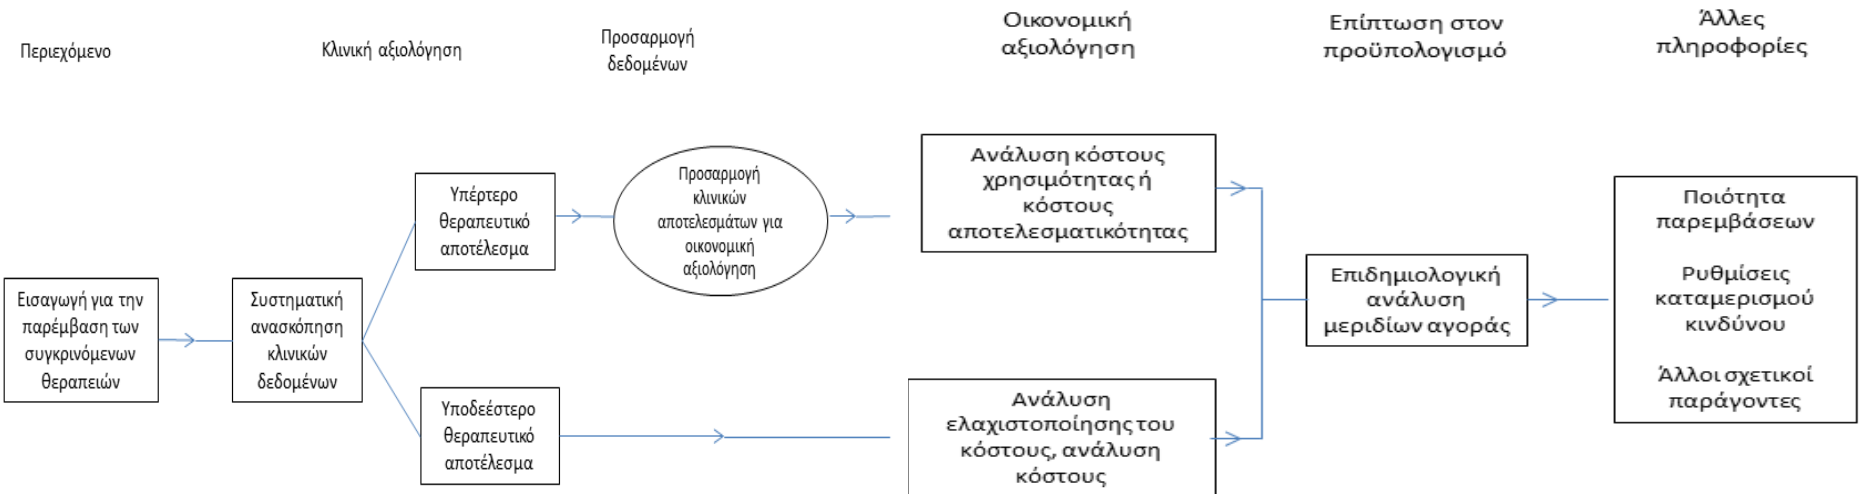 Περιεχόμενο
Κλινική αξιολόγηση
Προσαρμογή
δεδομένων
Οικονομική
αξιολόγηση
Επίπτωση στον
προϋπολογισμό
Άλλες
πληροφορίες
Εισαγωγή για την
παρέμβαση των
συγκρινόμενων
θεραπειών
Συστηματική
ανασκόπηση
κλινικών
δεδομένων
Υπέρτερο
θεραπευτικό
αποτέλεσμα
Υποδεέστερο
θεραπευτικό
αποτέλεσμα
Προσαρμογή
κλινικών
αποτελεσμάτων για
οικονομική
αξιολόγηση
Ανάλυση κόστους
χρησιμότητας ή
κόστους
αποτελεσματικότητας
Ανάλυση
ελαχιστοποίησης του
κόστους, ανάλυση
κόστους
Επιδημιολογική
ανάλυση
μεριδίων αγοράς
Ποιότητα
παρεμβάσεων
Ρυθμίσεις
καταμερισμού
κινδύνου
Άλλοι σχετικοί
παράγοντες